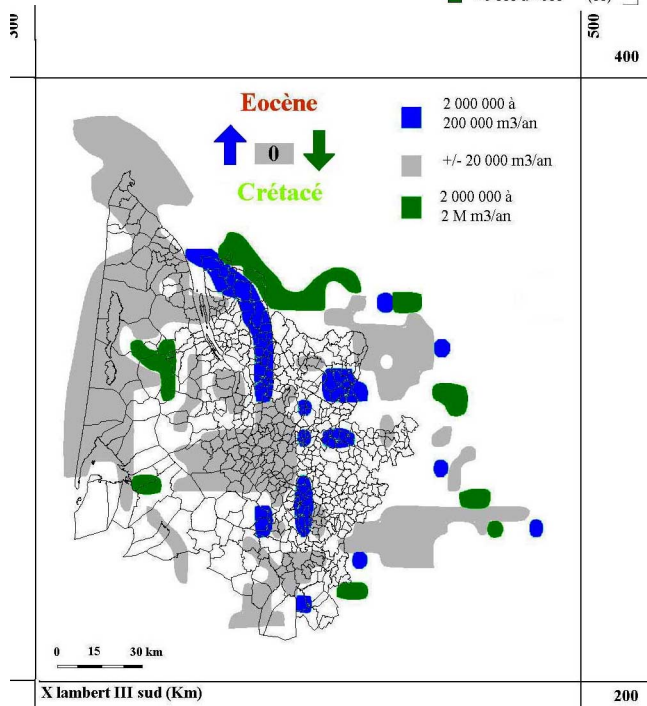 300
500
400
Eocène
0
Crétacé
2 000 000 à
200 000 m3/an
+/- 20 000 m3/an
2 000 000 à
2 M m3/an
0 15 30 km
X lambert III sud (Km)
200